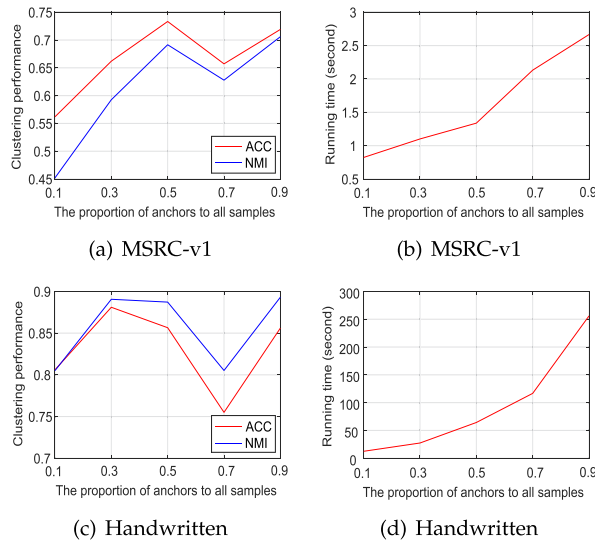 0.75
0.7
0.65
0.6
0.55
0.5
0.45
Clustering performance
ACC
NMI
0.1 0.3 0.5 0.7 0.9
The proportion of anchors to all samples
(a) MSRC-v1
3
2.5
2
1.5
1
0.5
Running time (second)
0.1 0.3 0.5 0.7 0.9
The proportion of anchors to all samples
(b) MSRC-v1
0.9
0.85
0.8
0.75
0.7
Clustering performance
ACC
NMI
0.1 0.3 0.5 0.7 0.9
The proportion of anchors to all samples
(c) Handwritten
300
250
200
150
100
50
0
Running time (second)
0.1 0.3 0.5 0.7 0.9
The proportion of anchors to all samples
(d) Handwritten